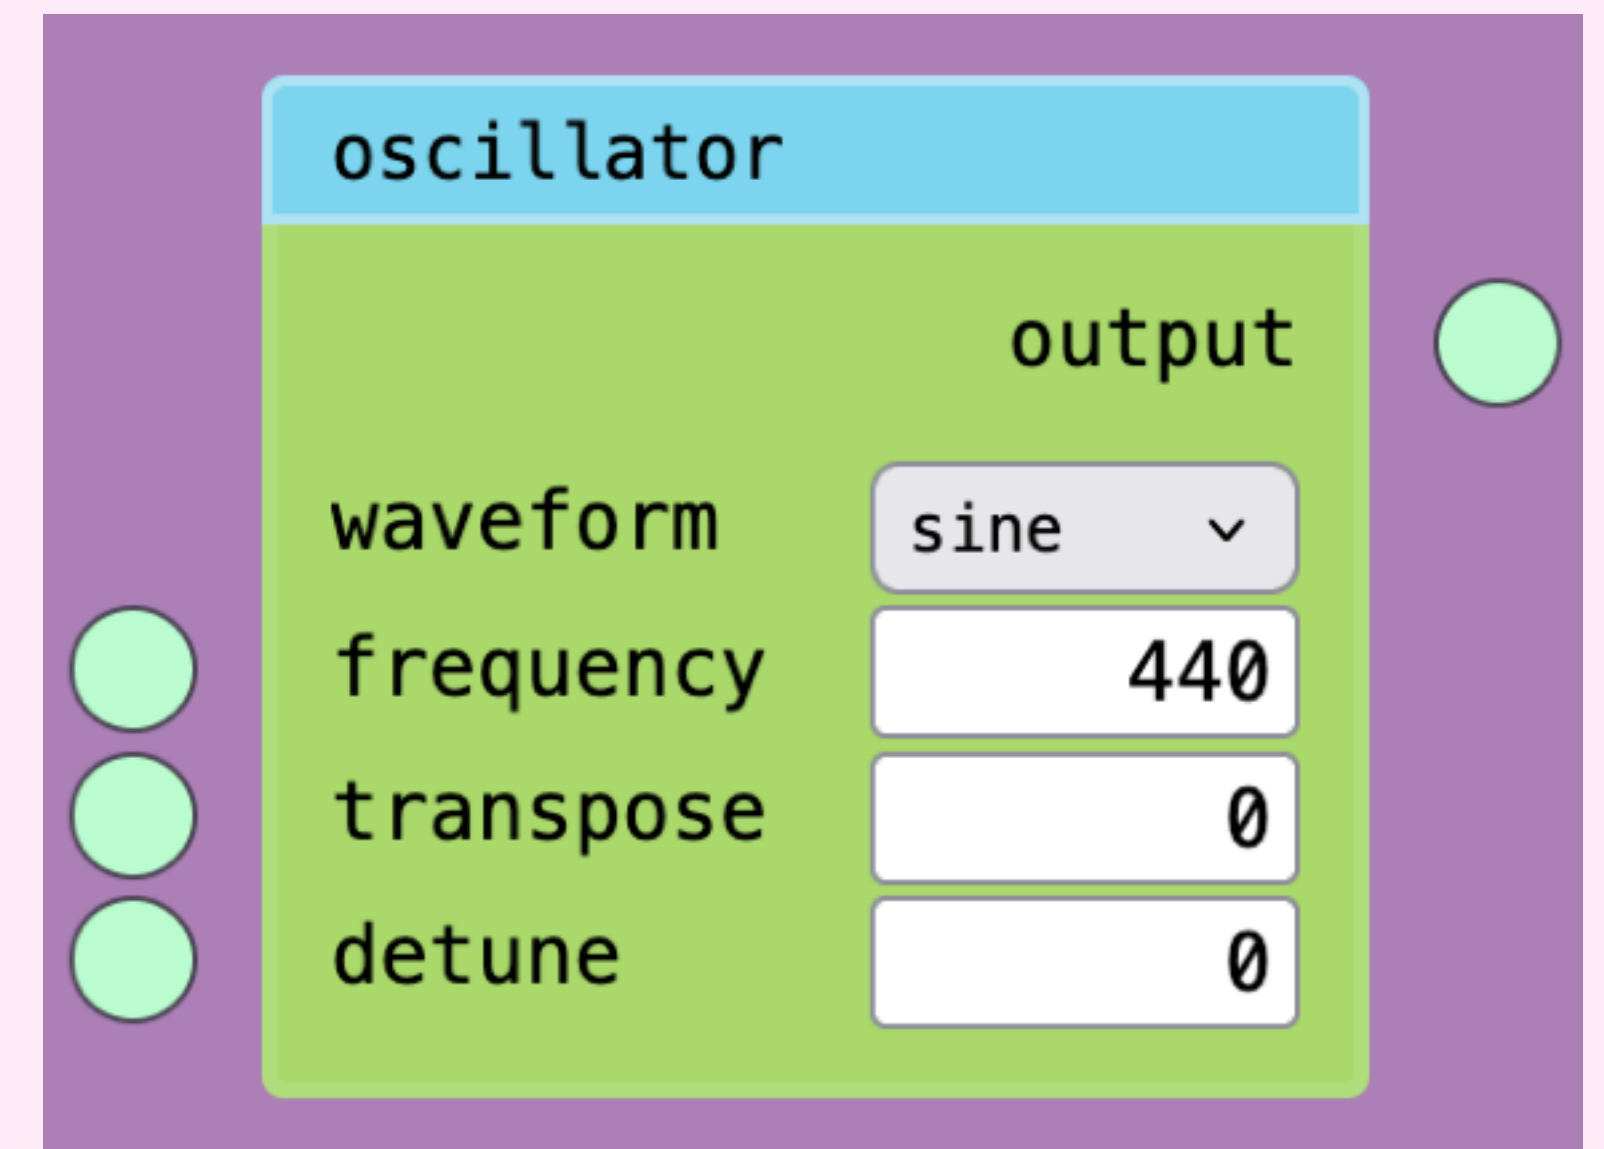 oscillator
output
waveform sine
frequency 440
transpose 0
detune 0